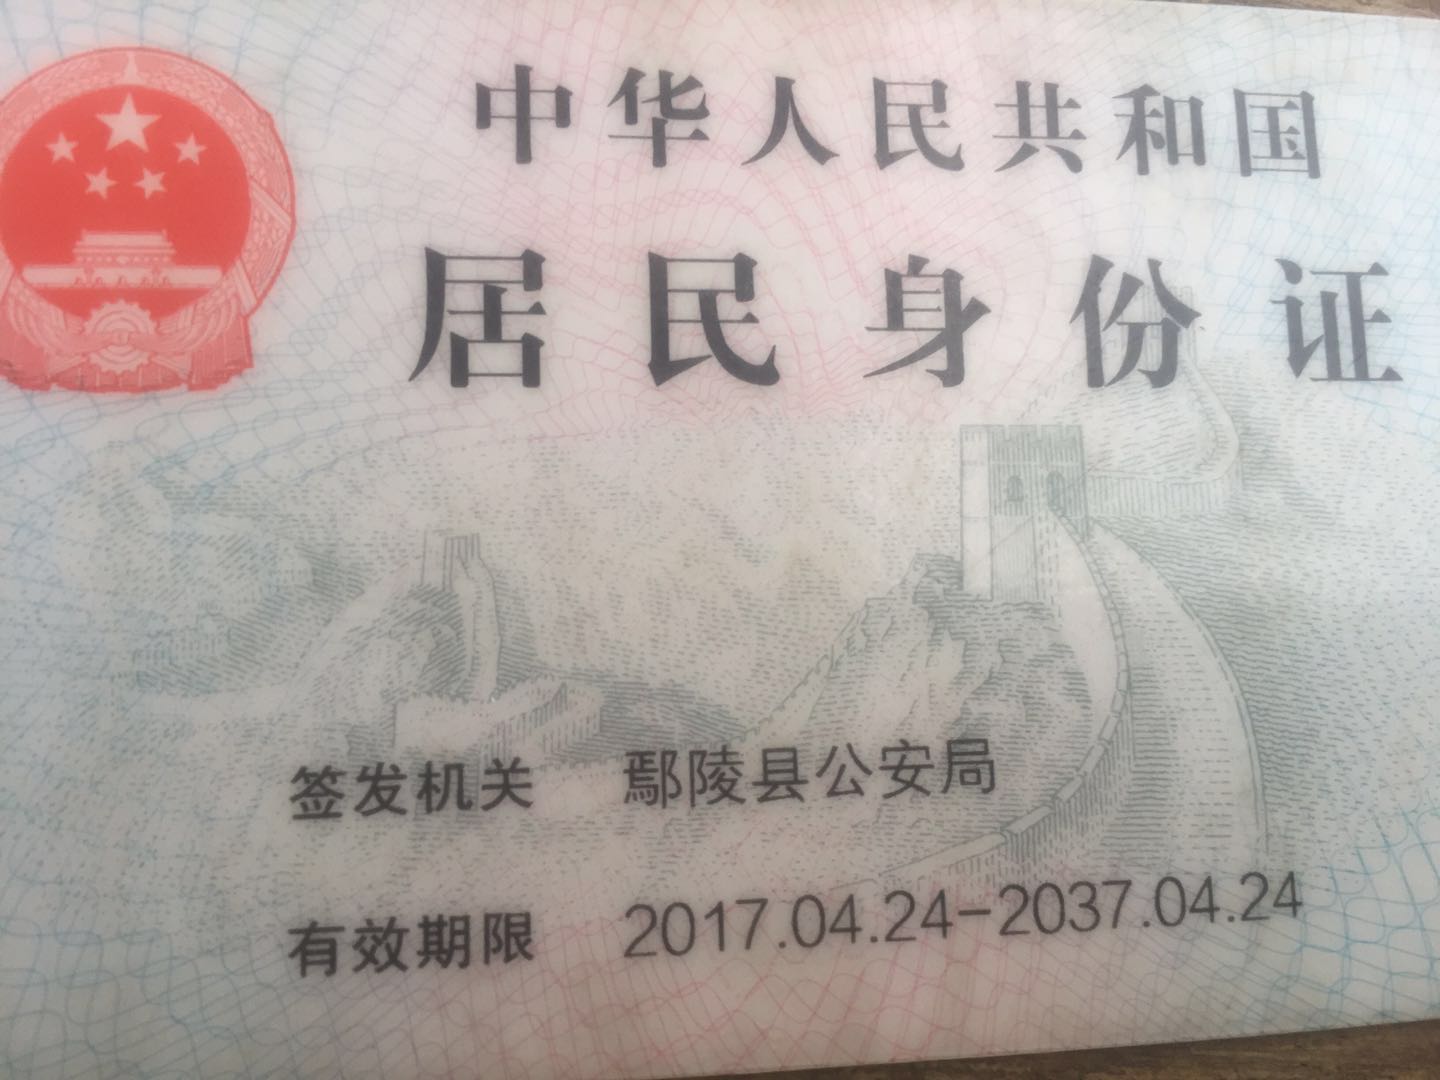 中华人民共和国
居民身份证
签发机关 鄢陵县公安局
有效期限 2017.04.24-2037.04.24